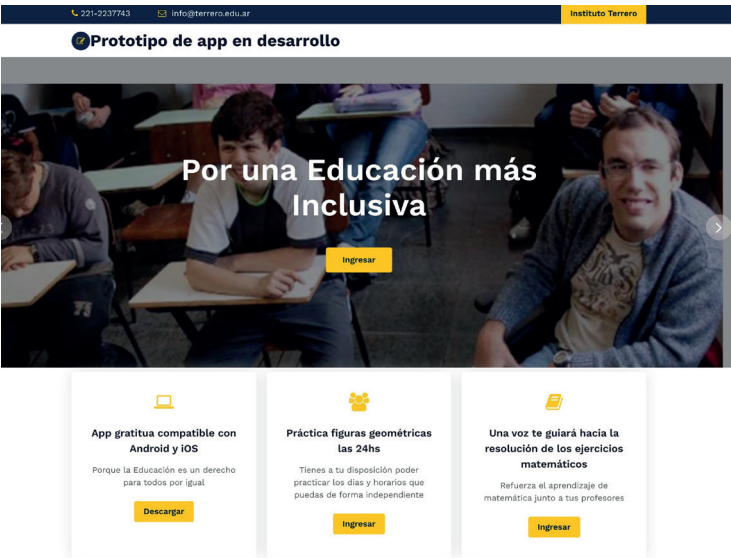 221-2237743
info@terrero.edu.ar
Instituto Terrero
Prototipo de app en desarrollo
Por una Educación más
Inclusiva
Ingresar
App gratitua compatible con
Android y iOS
Porque la Educación es un derecho
para todos por igual
Descargar
Práctica figuras geométricas
las 24hs
Tienes a tu disposición poder
practicar los días y horarios que
puedas de forma independiente
Ingresar
Una voz te guiará hacia la
resolución de los ejercicios
matemáticos
Refuerza el aprendizaje de
matemática junto a tus profesores
Ingresar